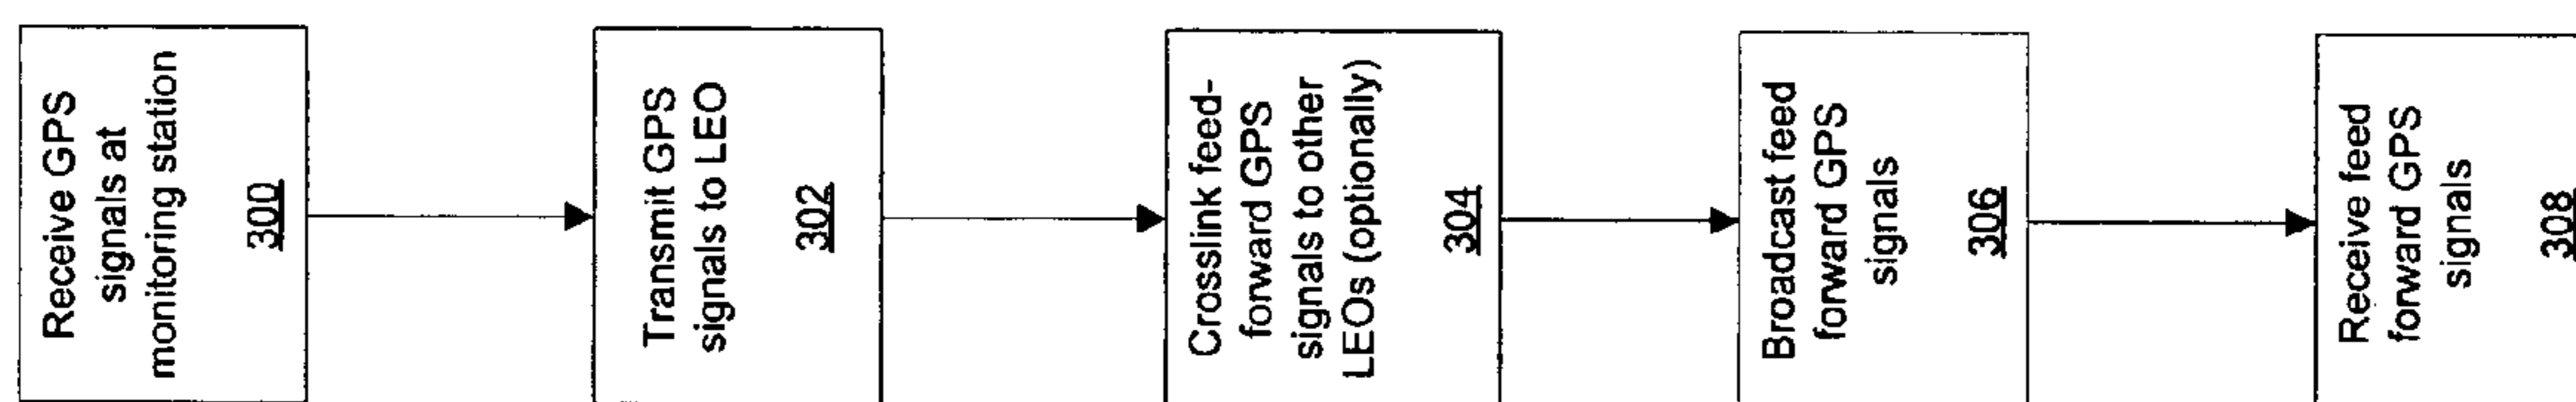 Receive GPS
signals at
monitoring station
300
Transmit GPS
signals to LEO
302
Crosslink feed-
forward GPS
signals to other
LEOs (optionally)
304
Broadcast feed
forward GPS
signals
306
Receive feed
forward GPS
signals
308